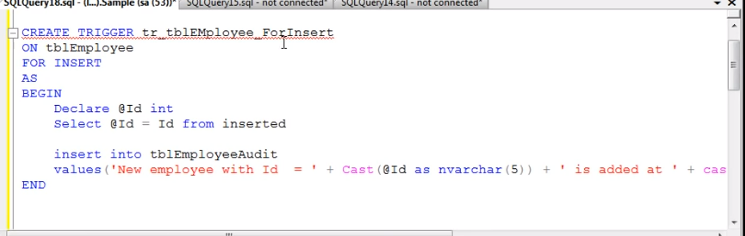 SQLQuery18.sql - (l...).Sample (sa (53))* SQLQuery15.sql - not connected* SQLQuery14.sql - not connected*
CREATE TRIGGER tr_tblEMployee_ForInsert
ON tblEmployee
FOR INSERT
AS
BEGIN
Declare @Id int
Select @Id = Id from inserted
insert into tblEmployeeAudit
values('New employee with Id  = ' + Cast(@Id as nvarchar(5)) + ' is added at ' + cas
END